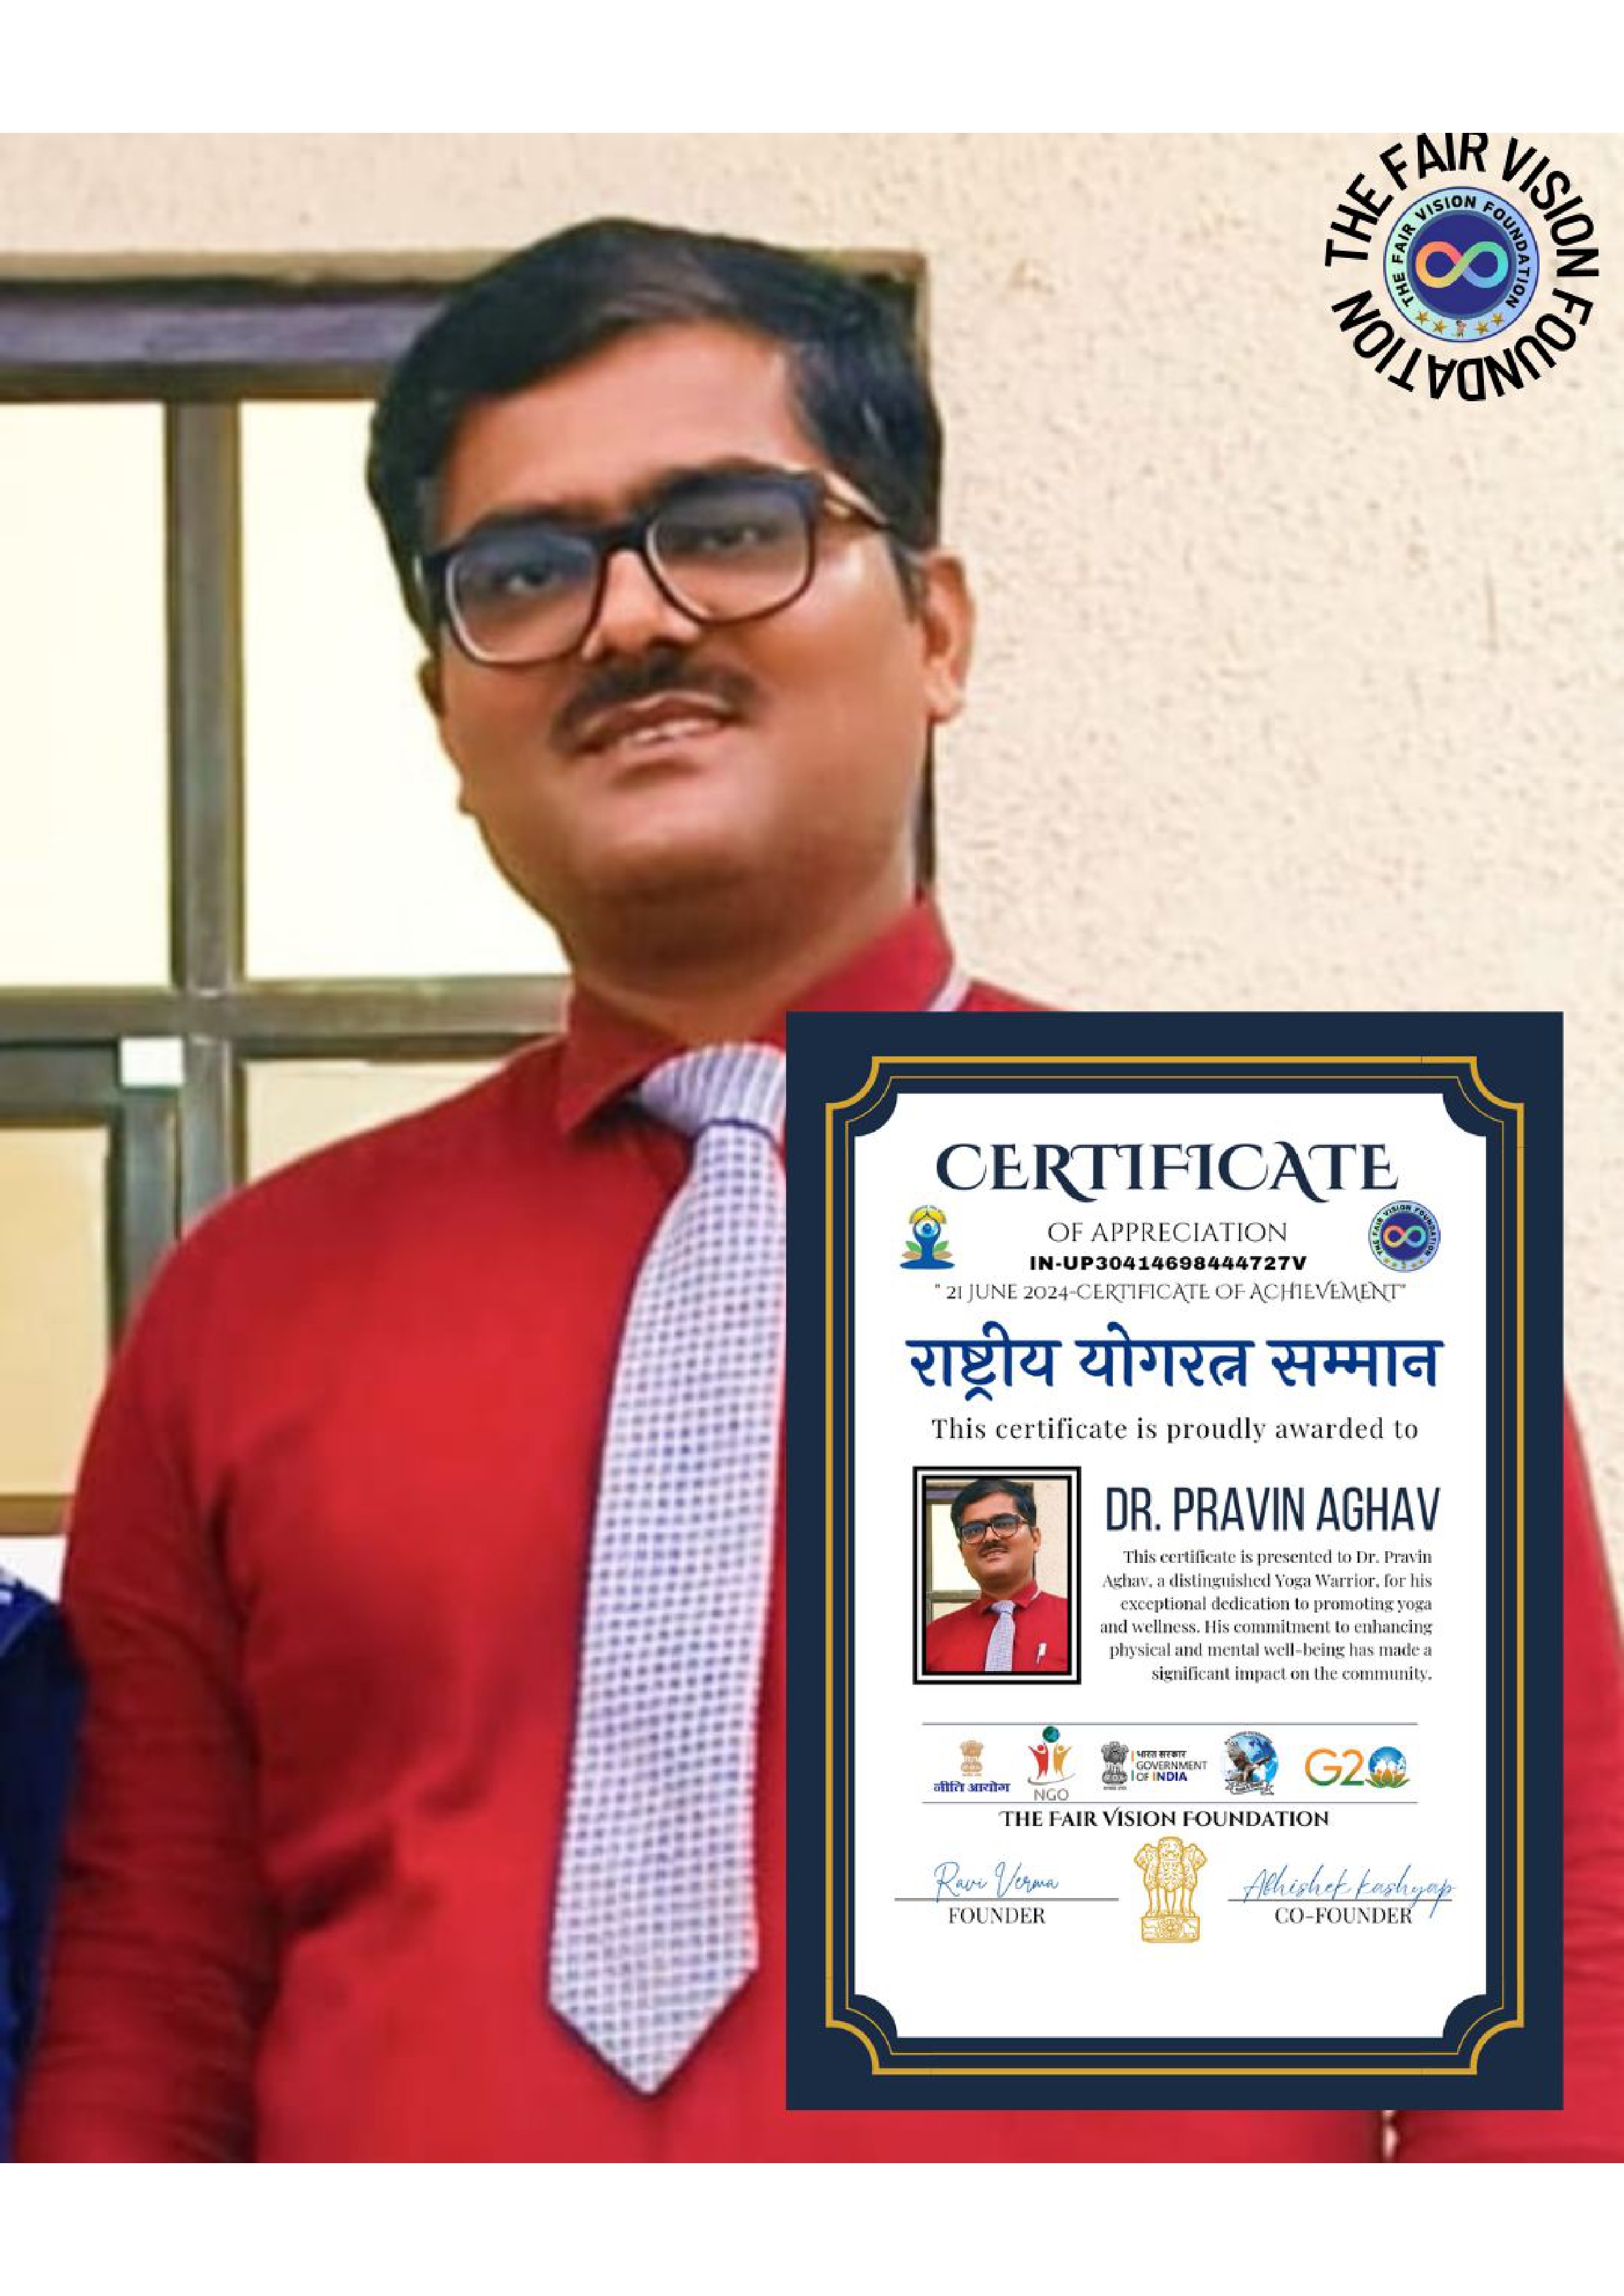 THE FAIR VISION FOUNDATION
THE FAIR VISION FOUNDATION
CERTIFICATE
OF APPRECIATION
IN-UP30414698444727V
" 21 JUNE 2024-CERTIFICATE OF ACHIEVEMENT"
राष्ट्रीय योगरत्न सम्मान
This certificate is proudly awarded to
DR. PRAVIN AGHAV
This certificate is presented to Dr. Pravin
Aghav, a distinguished Yoga Warrior, for his
exceptional dedication to promoting yoga
and wellness. His commitment to enhancing
physical and mental well-being has made a
significant impact on the community.
नीति आयोग
NGO
भारत सरकार
GOVERNMENT
OF INDIA
G20
THE FAIR VISION FOUNDATION
Ravi Verma
FOUNDER
Abhishek kashyap
CO-FOUNDER